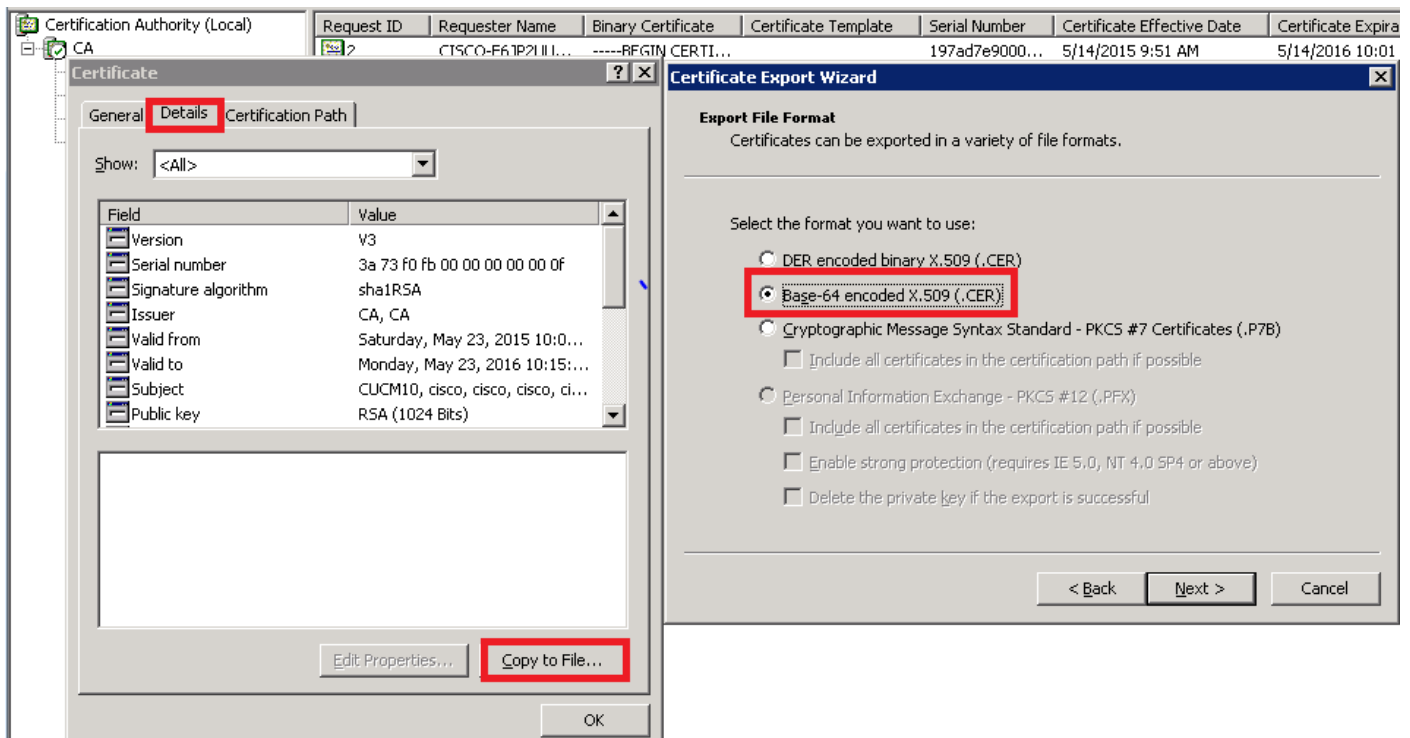 Certification Authority (Local)
CA
Request ID Requester Name Binary Certificate Certificate Template Serial Number Certificate Effective Date Certificate Expira
2 -----BEGIN CERTI... 197ad7e9000... 5/14/2015 9:51 AM 5/14/2016 10:01
Certificate
General Details Certification Path
Show: <All>
Field Value
Version V3
Serial number 3a 73 f0 fb 00 00 00 00 00 0f
Signature algorithm sha1RSA
Issuer CA, CA
Valid from Saturday, May 23, 2015 10:0...
Valid to Monday, May 23, 2016 10:15:...
Subject CUCM10, cisco, cisco, cisco, ci...
Public key RSA (1024 Bits)
Edit Properties... Copy to File...
OK
Certificate Export Wizard
Export File Format
Certificates can be exported in a variety of file formats.
Select the format you want to use:
DER encoded binary X.509 (.CER)
Base-64 encoded X.509 (.CER)
Cryptographic Message Syntax Standard - PKCS #7 Certificates (.P7B)
Include all certificates in the certification path if possible
Personal Information Exchange - PKCS #12 (.PFX)
Include all certificates in the certification path if possible
Enable strong protection (requires IE 5.0, NT 4.0 SP4 or above)
Delete the private key if the export is successful
< Back Next > Cancel